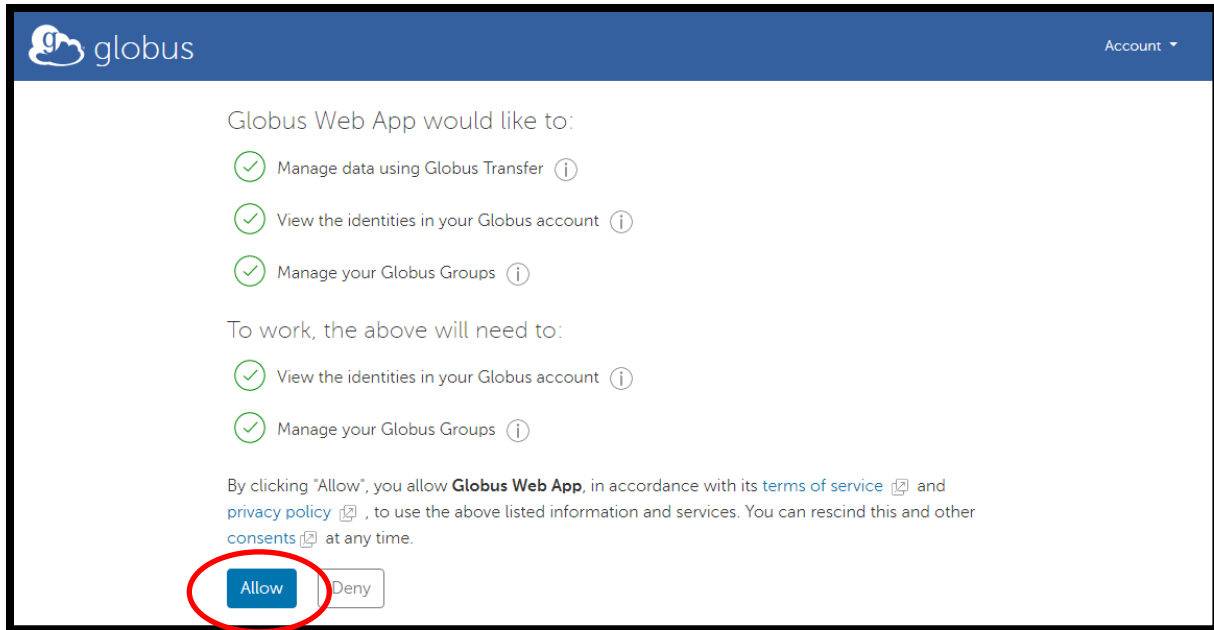 globus
Account
Globus Web App would like to:
Manage data using Globus Transfer
View the identities in your Globus account
Manage your Globus Groups
To work, the above will need to:
View the identities in your Globus account
Manage your Globus Groups
By clicking "Allow", you allow Globus Web App, in accordance with its terms of service and
privacy policy , to use the above listed information and services. You can rescind this and other
consents at any time.
Allow Deny